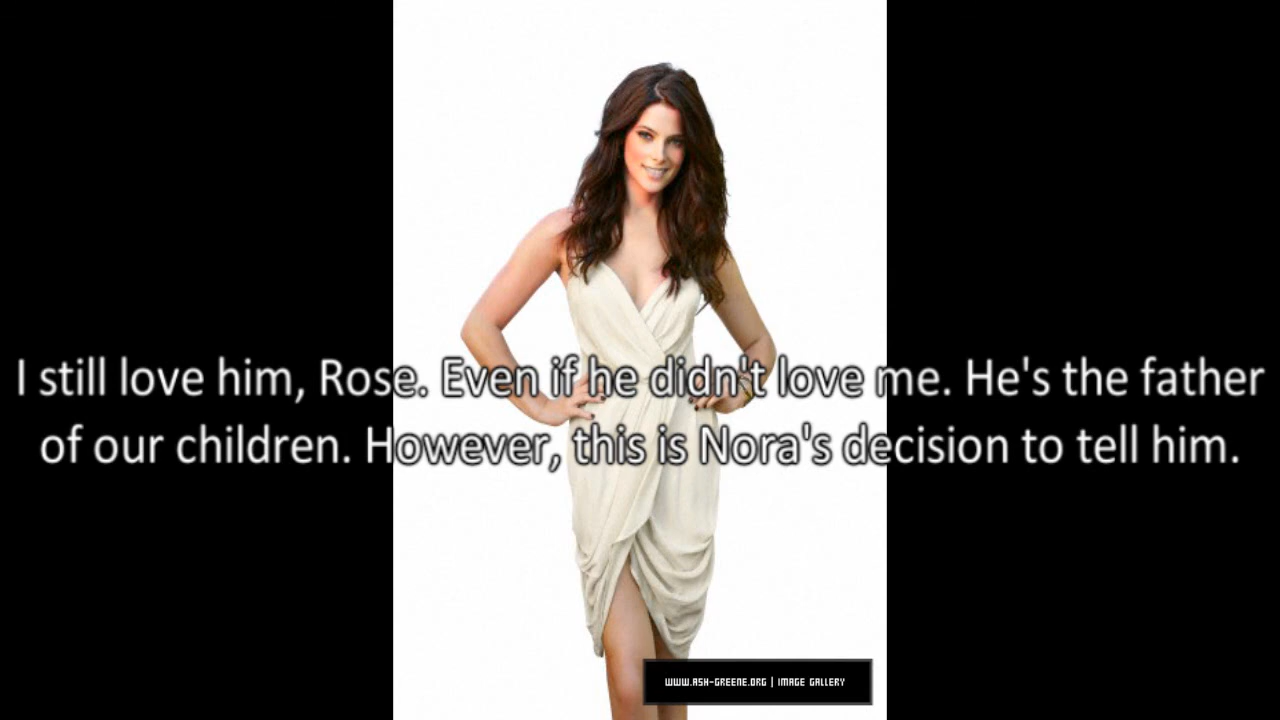 I still love him, Rose. Even if he didn't love me. He's the father
of our children. However, this is Nora's decision to tell him.
WWW.ASH-GREENE.ORG | IMAGE GALLERY